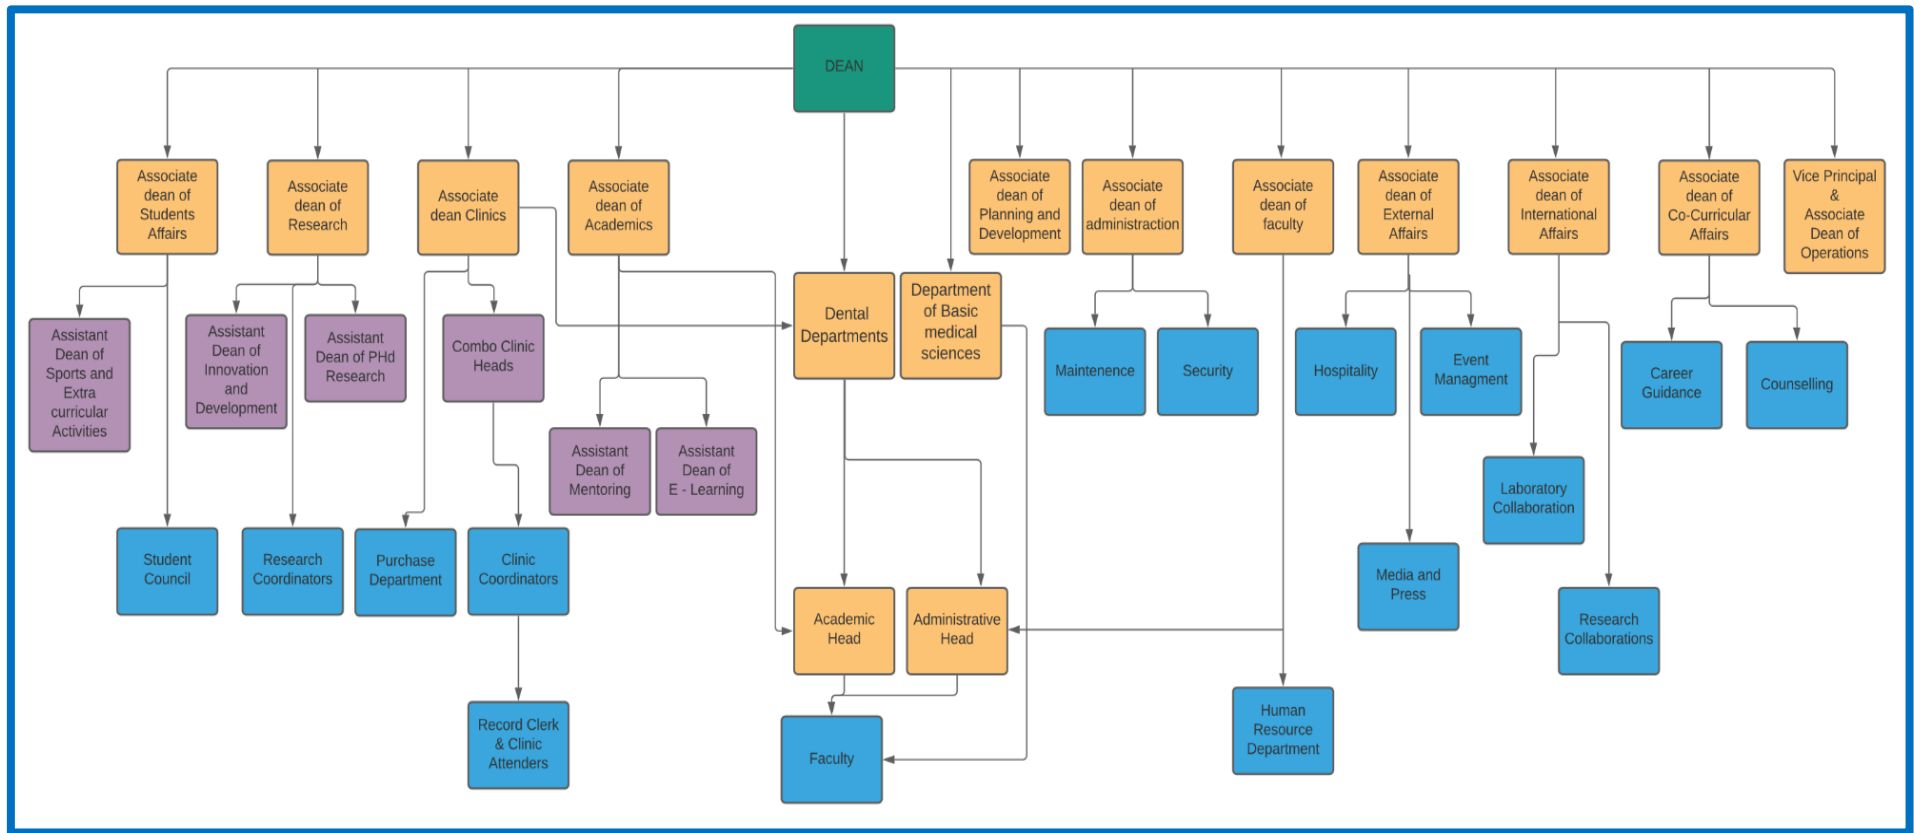 DEAN
Associate
dean of
Students
Affairs
Associate
dean of
Research
Associate
dean Clinics
Associate
dean of
Academics
Associate
dean of
Planning and
Development
Associate
dean of
administraction
Associate
dean of
faculty
Associate
dean of
External
Affairs
Associate
dean of
International
Affairs
Associate
dean of
Co-Curricular
Affairs
Vice Principal
&
Associate
Dean of
Operations
Dental
Departments
Department
of Basic
medical
sciences
Assistant
Dean of
Sports and
Extra
curricular
Activities
Assistant
Dean of
Innovation
and
Development
Assistant
Dean of PHd
Research
Combo Clinic
Heads
Maintenence
Security
Hospitality
Event
Managment
Career
Guidance
Counselling
Assistant
Dean of
Mentoring
Assistant
Dean of
E - Learning
Laboratory
Collaboration
Student
Council
Research
Coordinators
Purchase
Department
Clinic
Coordinators
Media and
Press
Academic
Head
Administrative
Head
Research
Collaborations
Record Clerk
& Clinic
Attenders
Faculty
Human
Resource
Department